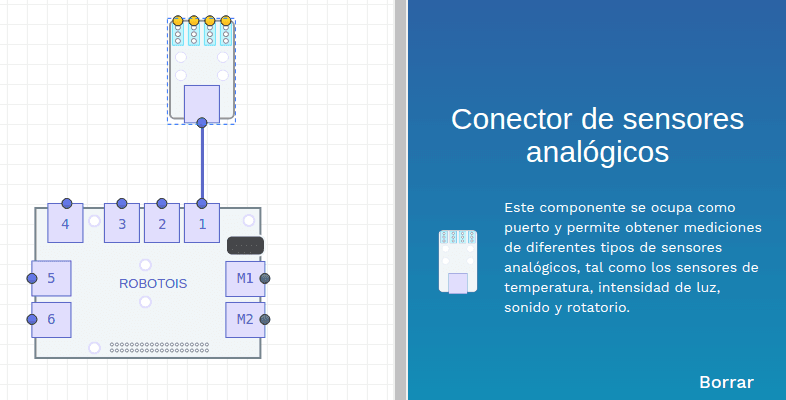 4
3
2
1
5
ROBOTOIS
M1
6
M2
Conector de sensores
analógicos
Este componente se ocupa como
puerto y permite obtener mediciones
de diferentes tipos de sensores
analógicos, tal como los sensores de
temperatura, intensidad de luz,
sonido y rotatorio.
Borrar